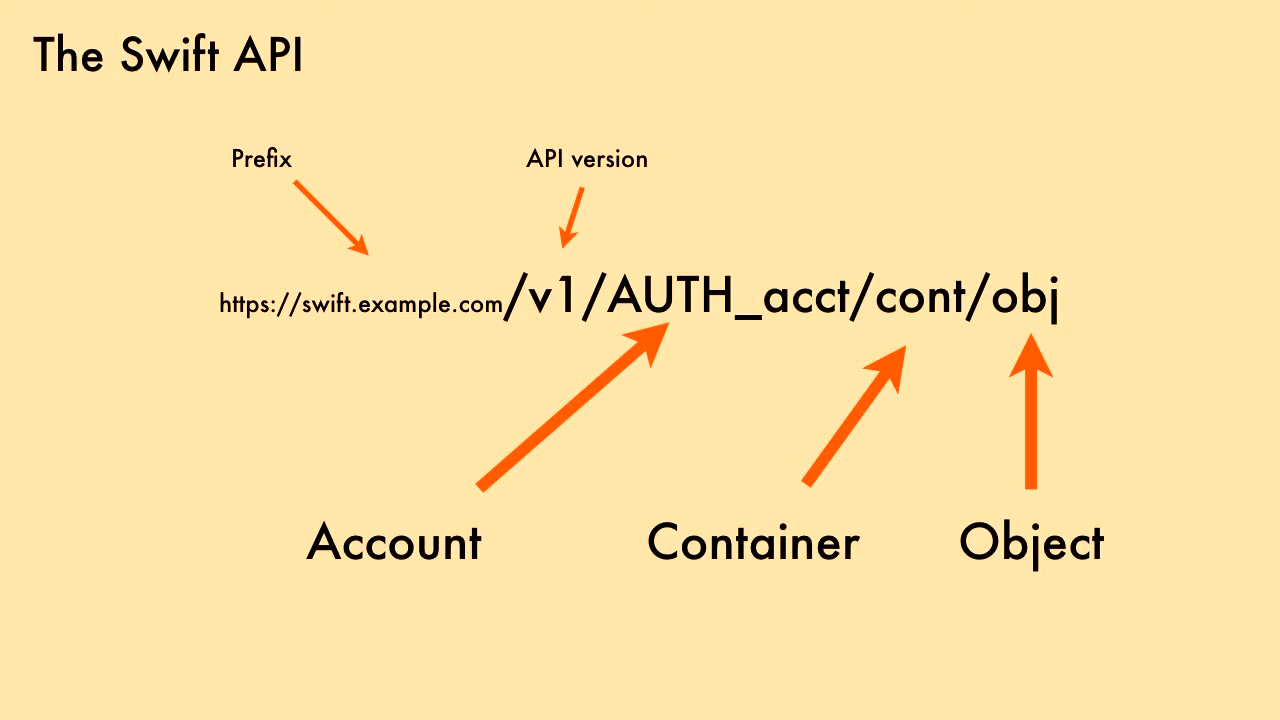 The Swift API
Prefix
API version
https://swift.example.com/v1/AUTH_acct/cont/obj
Account
Container
Object